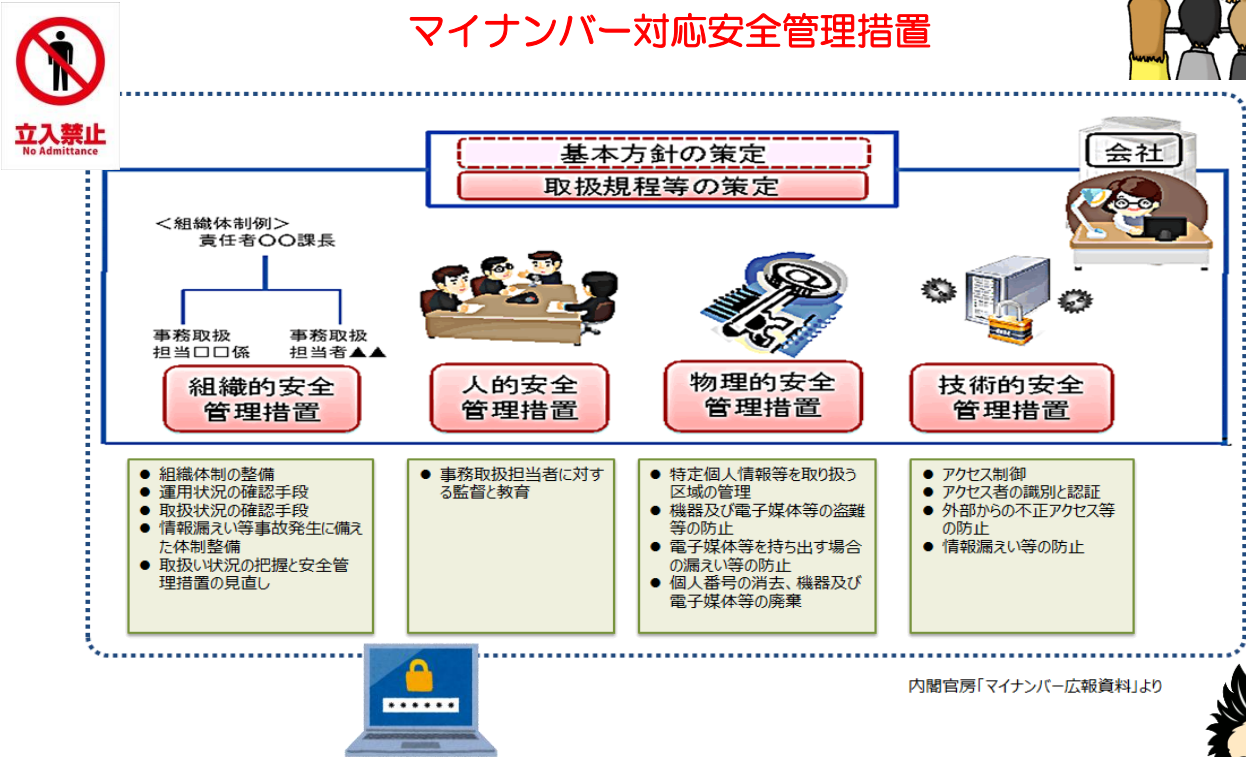 マイナンバー対応安全管理措置
立入禁止
No Admittance
基本方針の策定
取扱規程等の策定
会社
＜組織体制例＞
責任者〇〇課長
事務取扱
担当□□係
事務取扱
担当者▲▲
組織的安全
管理措置
人的安全
管理措置
物理的安全
管理措置
技術的安全
管理措置
● 組織体制の整備
● 運用状況の確認手段
● 取扱状況の確認手段
● 情報漏えい等事故発生に備え
た体制整備
● 取扱い状況の把握と安全管
理措置の見直し
● 事務取扱担当者に対す
る監督と教育
● 特定個人情報等を取り扱う
区域の管理
● 機器及び電子媒体等の盗難
等の防止
● 電子媒体等を持ち出す場合
の漏えい等の防止
● 個人番号の消去、機器及び
電子媒体等の廃棄
● アクセス制御
● アクセス者の識別と認証
● 外部からの不正アクセス等
の防止
● 情報漏えい等の防止
内閣官房「マイナンバー広報資料」より